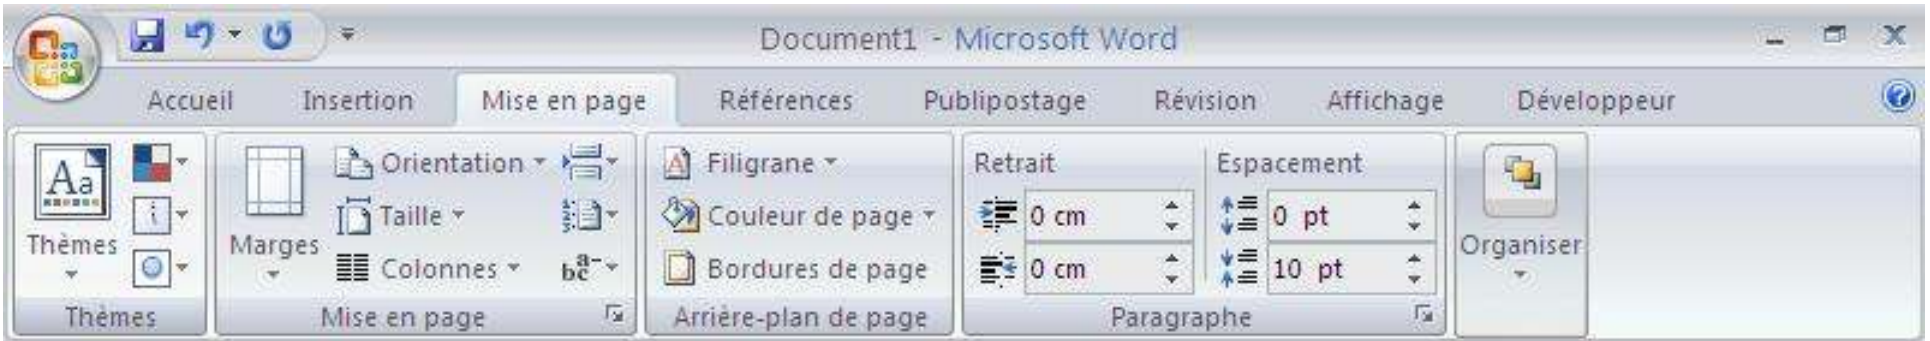 Document1 - Microsoft Word
Accueil Insertion Mise en page Références Publipostage Révision Affichage Développeur
Aa Thèmes
Marges
Orientation
Taille
Colonnes
Filigrane
Couleur de page
Bordures de page
Retrait
0 cm
0 cm
Espacement
0 pt
10 pt
Organiser
Thèmes Mise en page Arrière-plan de page Paragraphe